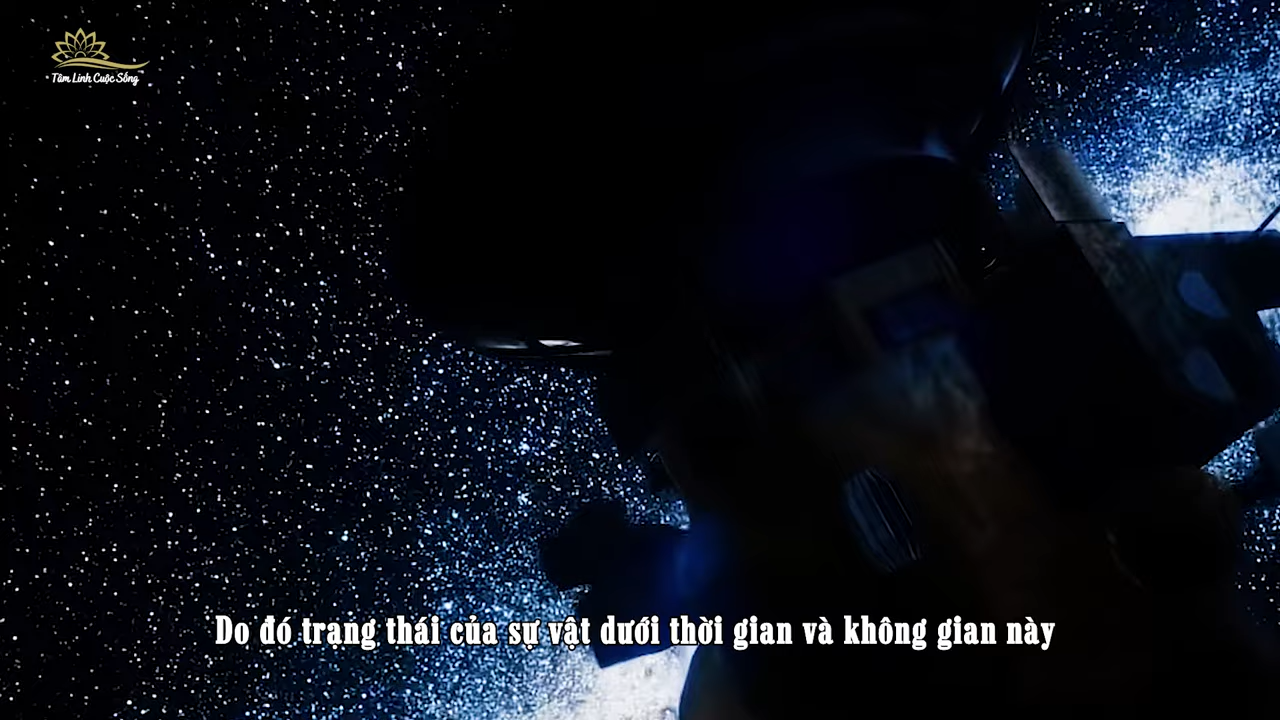 Tâm Linh Cuộc Sống
Do đó trạng thái của sự vật dưới thời gian và không gian này